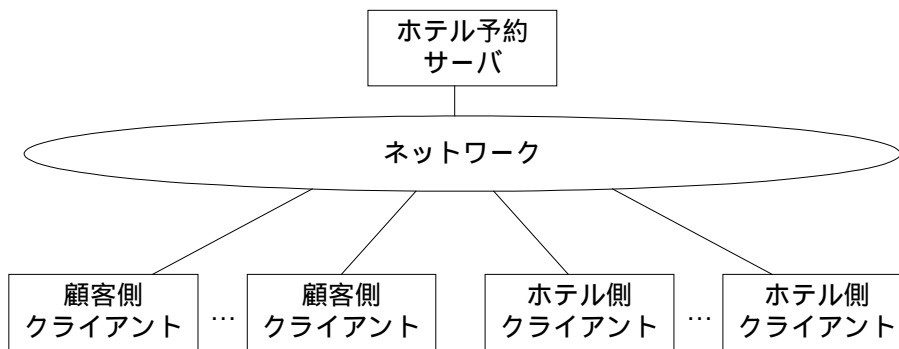 ホテル予約
サーバ
ネットワーク
顧客側
クライアント
…
顧客側
クライアント
ホテル側
クライアント
…
ホテル側
クライアント